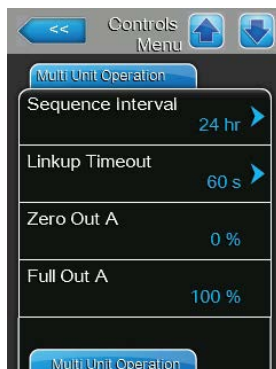 <<
Controls
Menu
Multi Unit Operation
Sequence Interval
24 hr
Linkup Timeout
60 s
Zero Out A
0 %
Full Out A
100 %
Multi Unit Operation